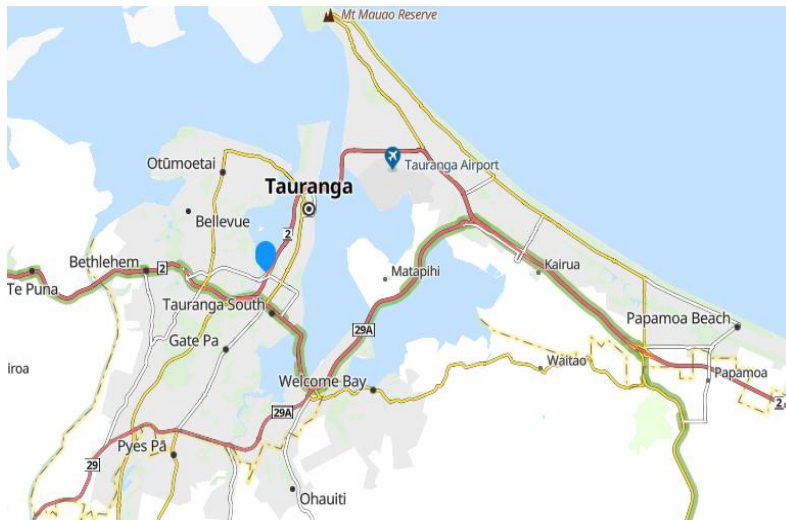 Mt Mauao Reserve
Otūmoetai
Tauranga Airport
Tauranga
Bellevue
2
Bethlehem
2
Matapihi
Kairua
Te Puna
Tauranga South
Papamoa Beach
29A
Gate Pa
Waitao
iroa
Welcome Bay
Papamoa
29A
2
Pyes Pā
29
Ohauiti